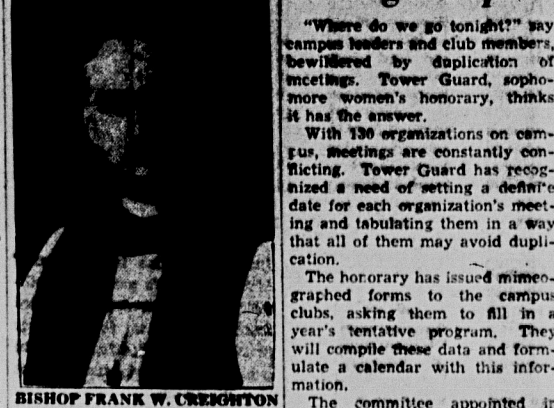 BISHOP FRANK W. CREIGHTON
"Where do we go tonight?" say
campus leaders and club members,
bewildered by duplication of
meetings. Tower Guard, sopho-
more women's honorary, thinks
it has the answer.
With 130 organizations on cam-
pus, meetings are constantly con-
flicting. Tower Guard has recog-
nized a need of setting a definite
date for each organization's meet-
ing and tabulating them in a way
that all of them may avoid dupli-
cation.
The honorary has issued mimeo-
graphed forms to the campus
clubs, asking them to fill in a
year's tentative program. They
will compile these data and form-
ulate a calendar with this infor-
mation.
The committee appointed in